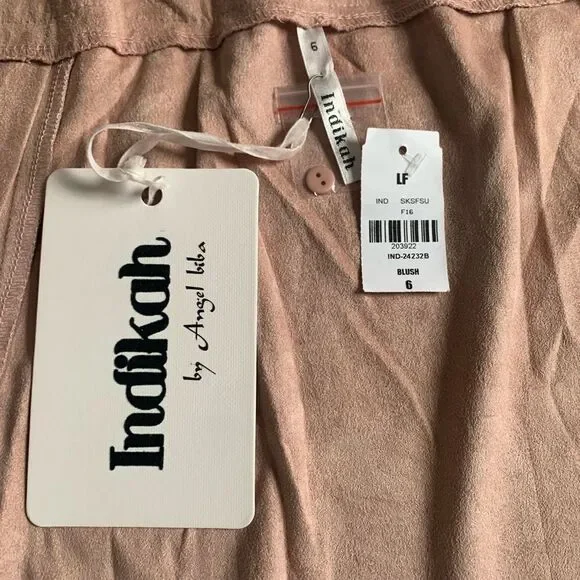 6
Indikah
LF
IND SKSFSU
F16
203922
IND-24232B
BLUSH
6
Indikah
by Angel biba